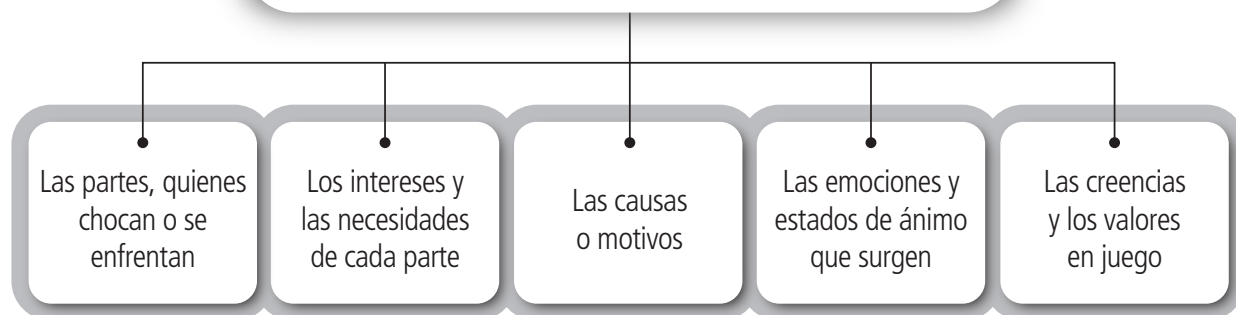 Las partes, quienes
chocan o se
enfrentan
Los intereses y
las necesidades
de cada parte
Las causas
o motivos
Las emociones y
estados de ánimo
que surgen
Las creencias
y los valores
en juego